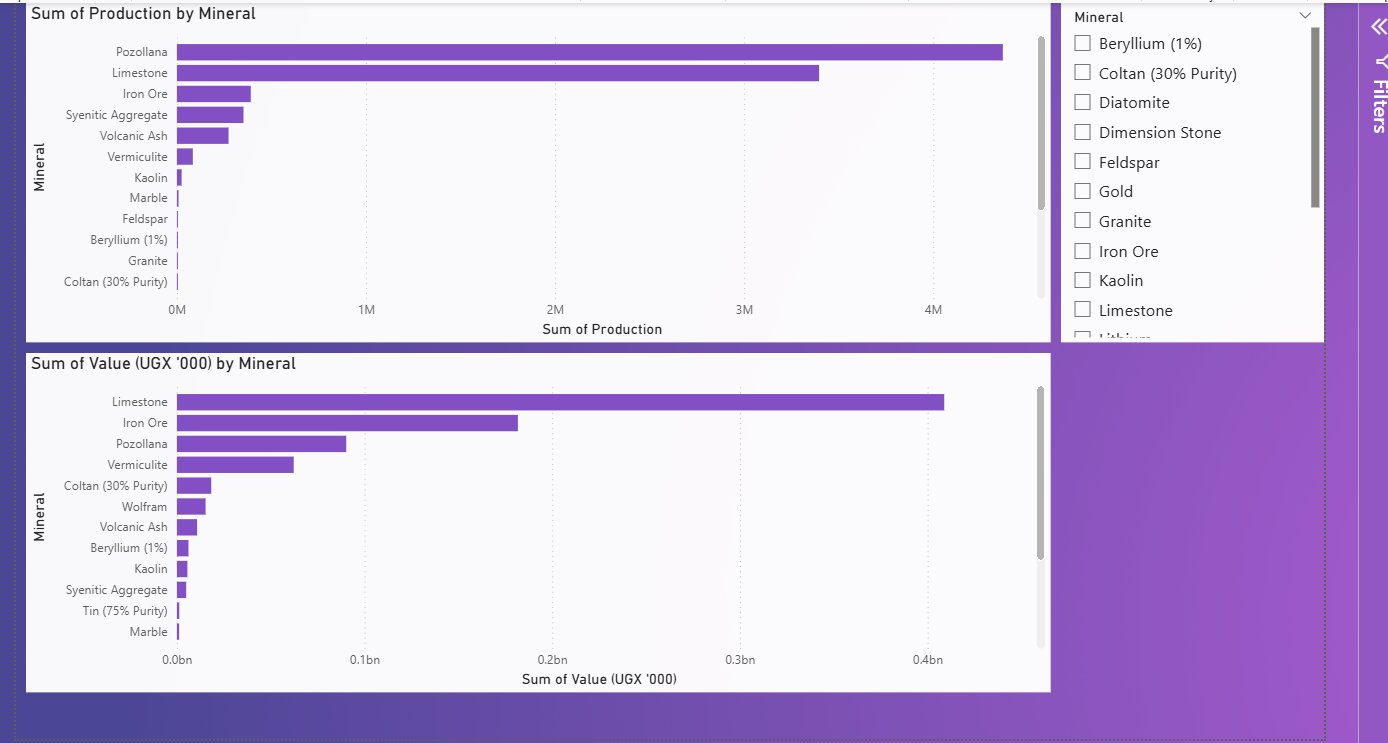 Sum of Production by Mineral
Mineral
Pozollana
Limestone
Iron Ore
Syenitic Aggregate
Volcanic Ash
Vermiculite
Kaolin
Marble
Feldspar
Beryllium (1%)
Granite
Coltan (30% Purity)
0M 1M 2M 3M 4M
Sum of Production
Mineral
Beryllium (1%)
Coltan (30% Purity)
Diatomite
Dimension Stone
Feldspar
Gold
Granite
Iron Ore
Kaolin
Limestone
Filters
Sum of Value (UGX '000) by Mineral
Mineral
Limestone
Iron Ore
Pozollana
Vermiculite
Coltan (30% Purity)
Wolfram
Volcanic Ash
Beryllium (1%)
Kaolin
Syenitic Aggregate
Tin (75% Purity)
Marble
0.0bn 0.1bn 0.2bn 0.3bn 0.4bn
Sum of Value (UGX '000)